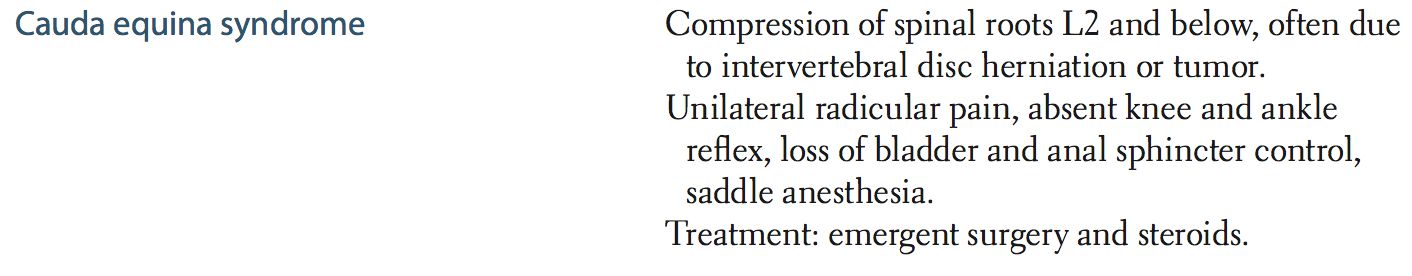 Cauda equina syndrome
Compression of spinal roots L2 and below, often due
to intervertebral disc herniation or tumor.
Unilateral radicular pain, absent knee and ankle
reflex, loss of bladder and anal sphincter control,
saddle anesthesia.
Treatment: emergent surgery and steroids.